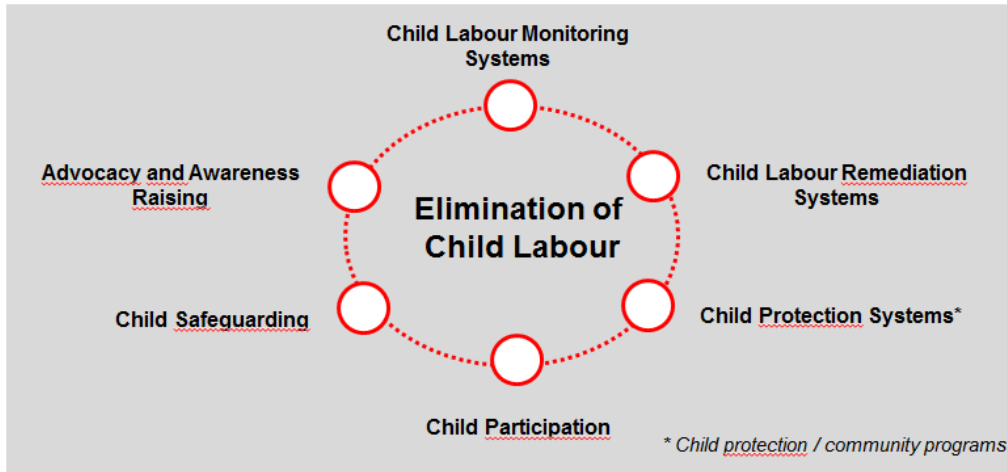 Child Labour Monitoring
Systems
Advocacy and Awareness
Raising
Child Labour Remediation
Systems
Elimination of
Child Labour
Child Safeguarding
Child Protection Systems*
Child Participation
* Child protection / community programs